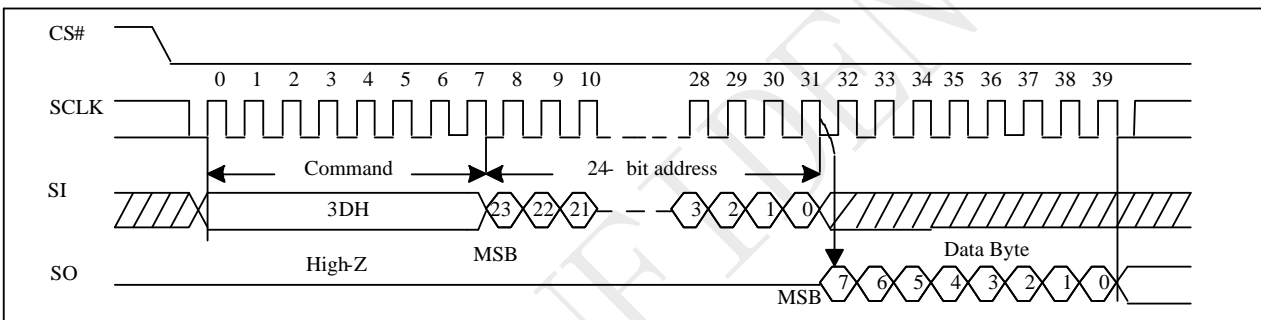 CS#
0 1 2 3 4 5 6 7 8 9 10 28 29 30 31 32 33 34 35 36 37 38 39
SCLK
Command 24- bit address
SI
3DH 23 22 21 3 2 1 0
MSB Data Byte
High-Z
SO
7 6 5 4 3 2 1 0
MSB